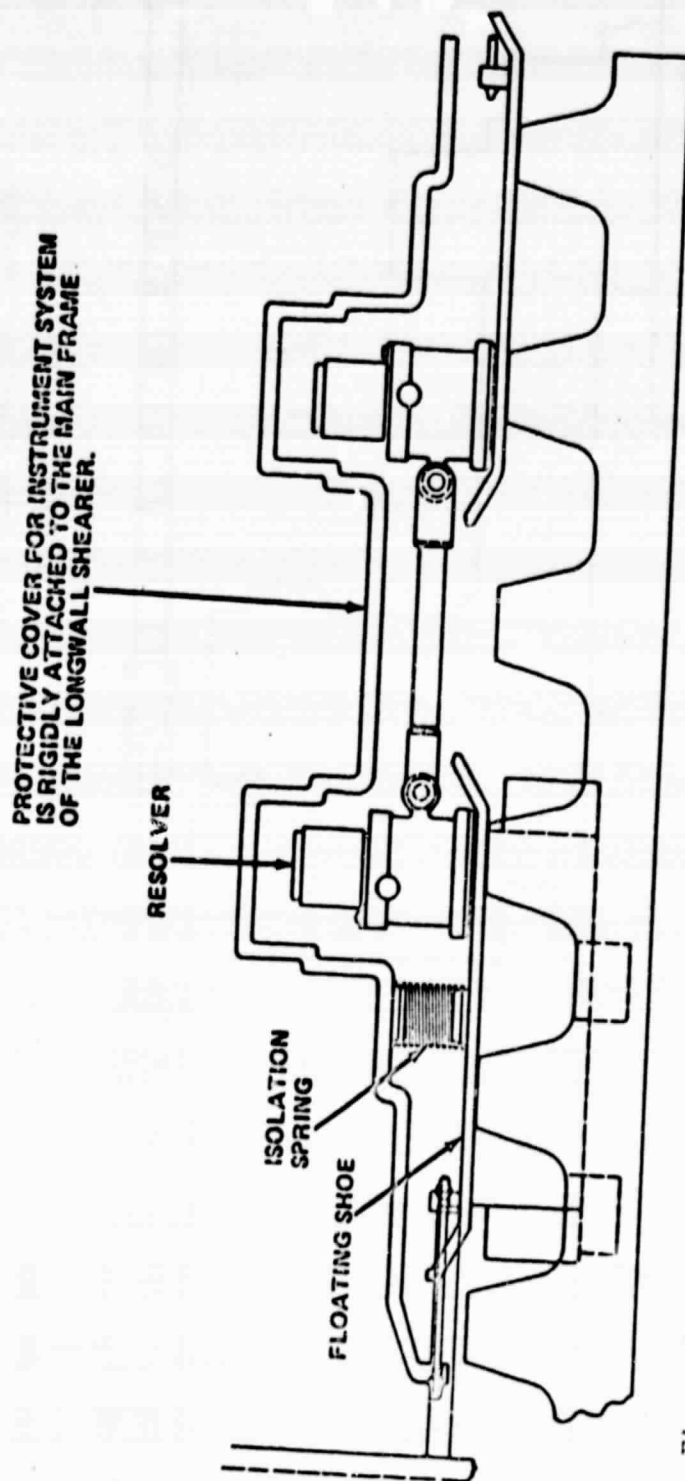 PROTECTIVE COVER FOR INSTRUMENT SYSTEM
IS RIGIDLY ATTACHED TO THE MAIN FRAME
OF THE LONGWALL SHEARER.
RESOLVER
ISOLATION
SPRING
FLOATING SHOE